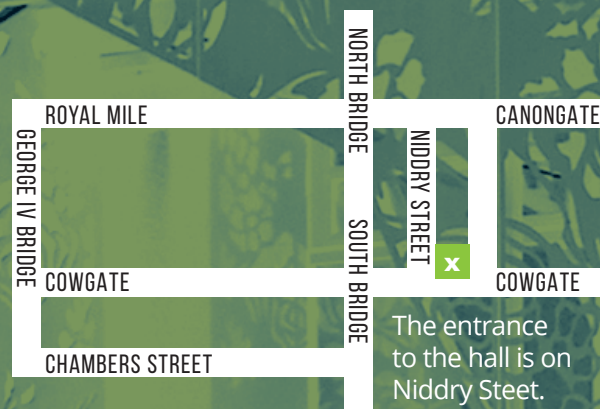 NORTH BRIDGE
ROYAL MILE
CANONGATE
GEORGE IV BRIDGE
NIDDRY STREET
SOUTH BRIDGE
x
COWGATE
COWGATE
The entrance
to the hall is on
Niddry Steet.
CHAMBERS STREET